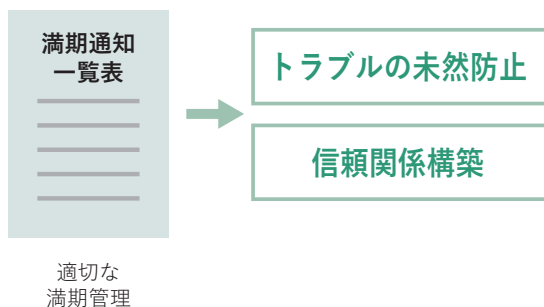 満期通知
一覧表
トラブルの未然防止
信頼関係構築
適切な
満期管理